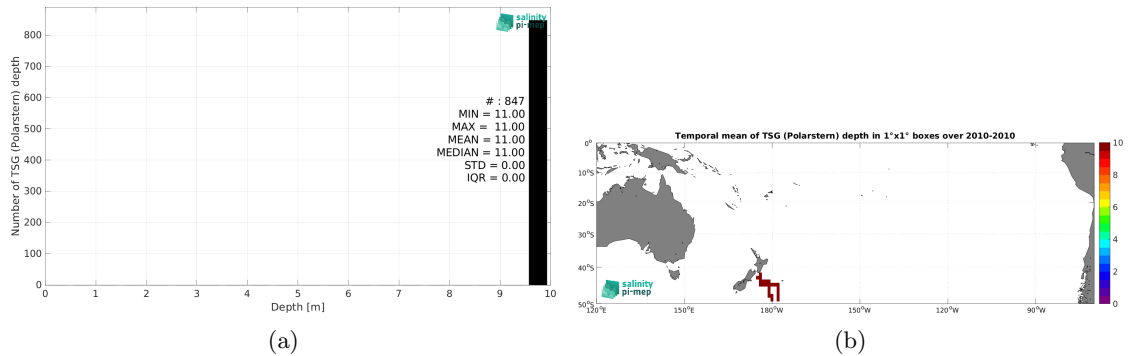 salinity
pi-mep
Number of TSG (Polarstern) depth
800
700
600
500
400
300
200
100
0
# : 847
MIN = 11.00
MAX = 11.00
MEAN = 11.00
MEDIAN = 11.00
STD = 0.00
IQR = 0.00
0 1 2 3 4 5 6 7 8 9 10
Depth [m]
(a)
Temporal mean of TSG (Polarstern) depth in 1°x1° boxes over 2010-2010
0°
10°S
20°S
30°S
40°S
50°S
120°E 150°E 180°W 150°W 120°W 90°W
salinity
pi-mep
10
8
6
4
2
0
(b)